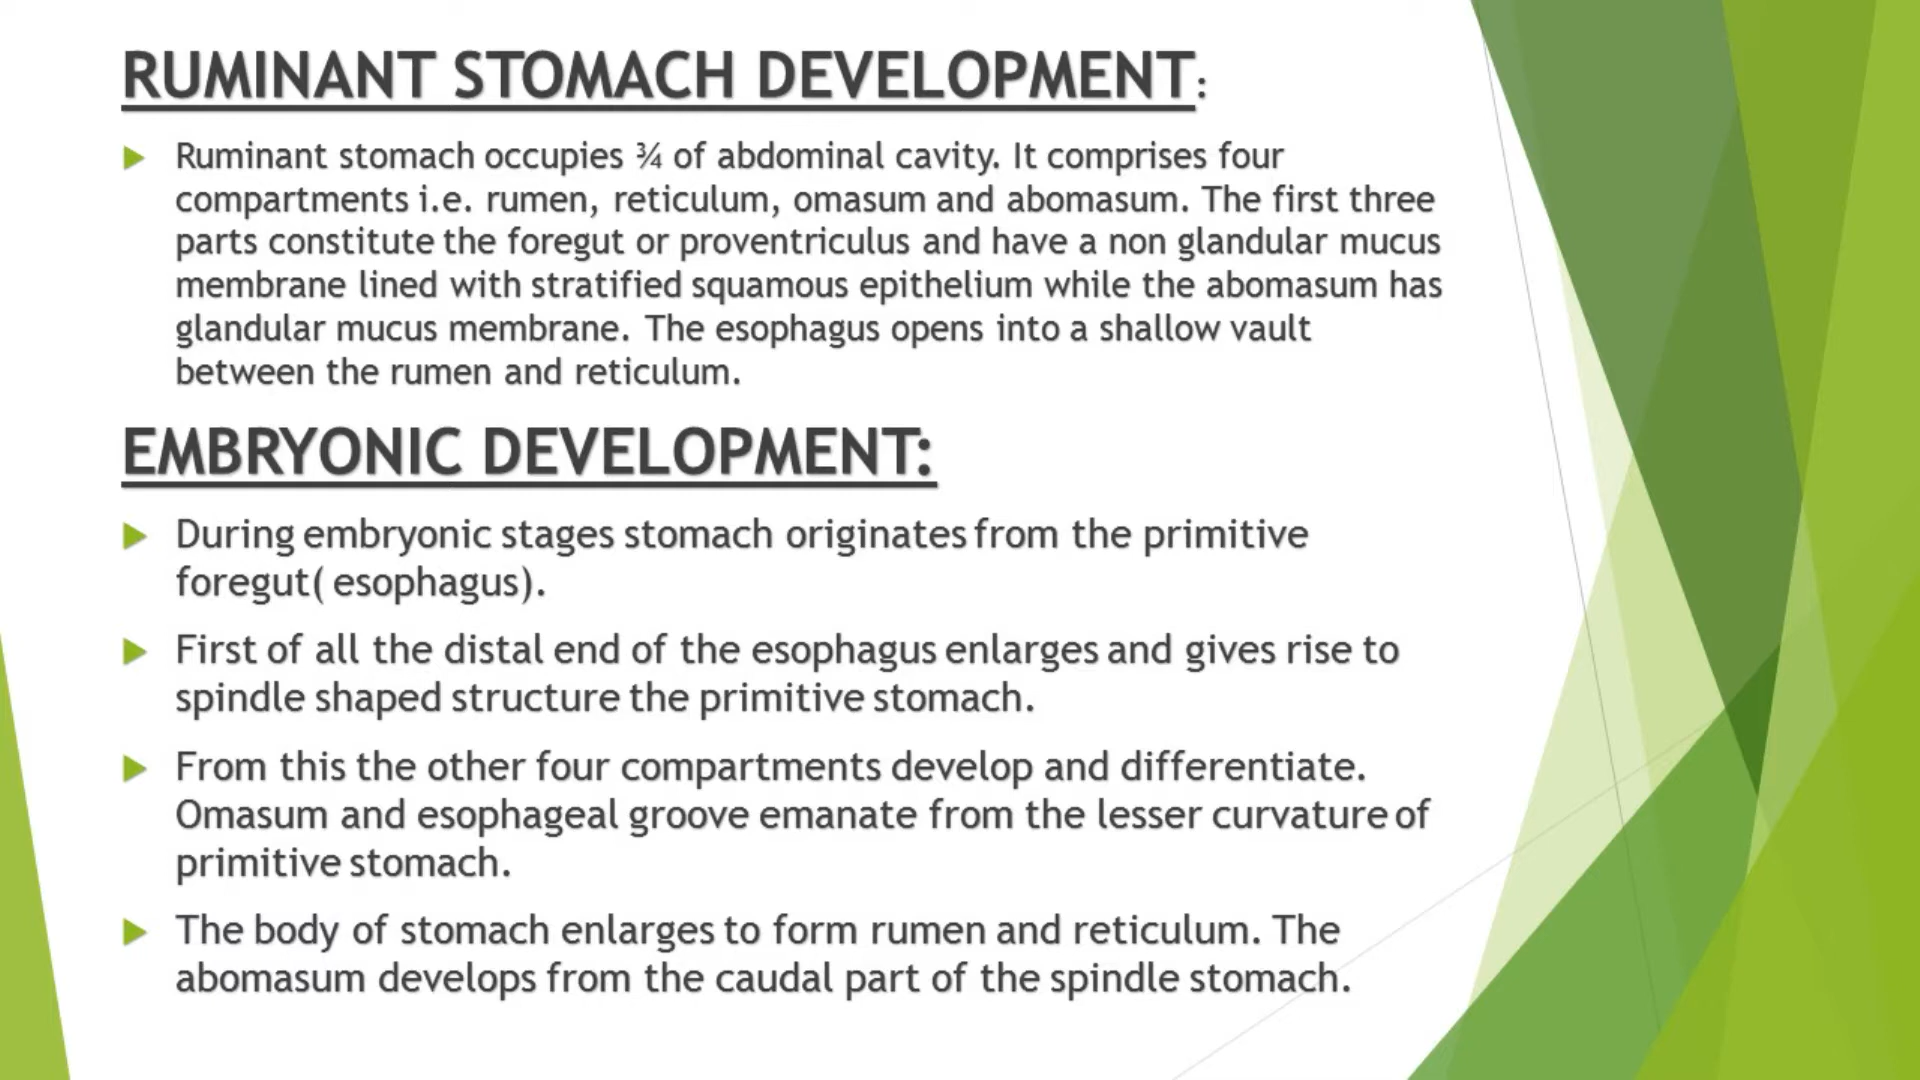 RUMINANT STOMACH DEVELOPMENT:
Ruminant stomach occupies ¾ of abdominal cavity. It comprises four
compartments i.e. rumen, reticulum, omasum and abomasum. The first three
parts constitute the foregut or proventriculus and have a non glandular mucus
membrane lined with stratified squamous epithelium while the abomasum has
glandular mucus membrane. The esophagus opens into a shallow vault
between the rumen and reticulum.
EMBRYONIC DEVELOPMENT:
During embryonic stages stomach originates from the primitive
foregut( esophagus).
First of all the distal end of the esophagus enlarges and gives rise to
spindle shaped structure the primitive stomach.
From this the other four compartments develop and differentiate.
Omasum and esophageal groove emanate from the lesser curvature of
primitive stomach.
The body of stomach enlarges to form rumen and reticulum. The
abomasum develops from the caudal part of the spindle stomach.